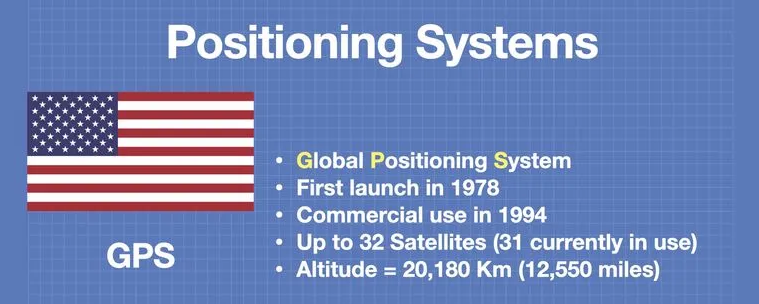 Positioning Systems
GPS
• Global Positioning System
• First launch in 1978
• Commercial use in 1994
• Up to 32 Satellites (31 currently in use)
• Altitude = 20,180 Km (12,550 miles)